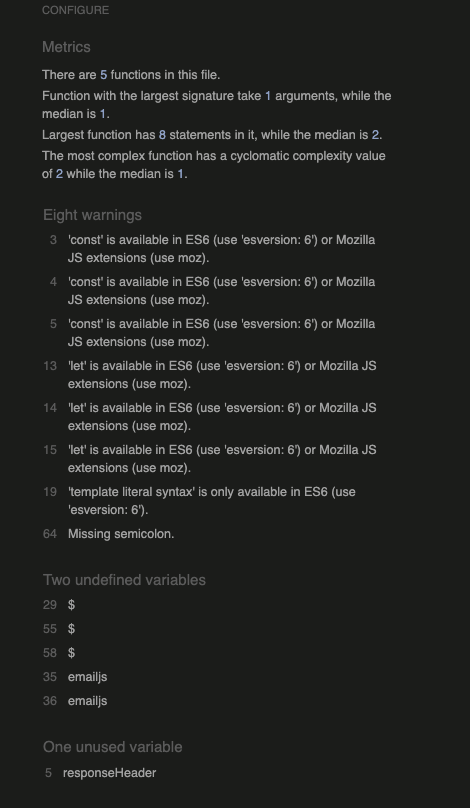 CONFIGURE
Metrics
There are 5 functions in this file.
Function with the largest signature take 1 arguments, while the
median is 1.
Largest function has 8 statements in it, while the median is 2.
The most complex function has a cyclomatic complexity value
of 2 while the median is 1.
Eight warnings
3 'const' is available in ES6 (use 'esversion: 6') or Mozilla
JS extensions (use moz).
4 'const' is available in ES6 (use 'esversion: 6') or Mozilla
JS extensions (use moz).
5 'const' is available in ES6 (use 'esversion: 6') or Mozilla
JS extensions (use moz).
13 'let' is available in ES6 (use 'esversion: 6') or Mozilla JS
extensions (use moz).
14 'let' is available in ES6 (use 'esversion: 6') or Mozilla JS
extensions (use moz).
15 'let' is available in ES6 (use 'esversion: 6') or Mozilla JS
extensions (use moz).
19 'template literal syntax' is only available in ES6 (use
'esversion: 6').
64 Missing semicolon.
Two undefined variables
29 $
55 $
58 $
35 emailjs
36 emailjs
One unused variable
5 responseHeader